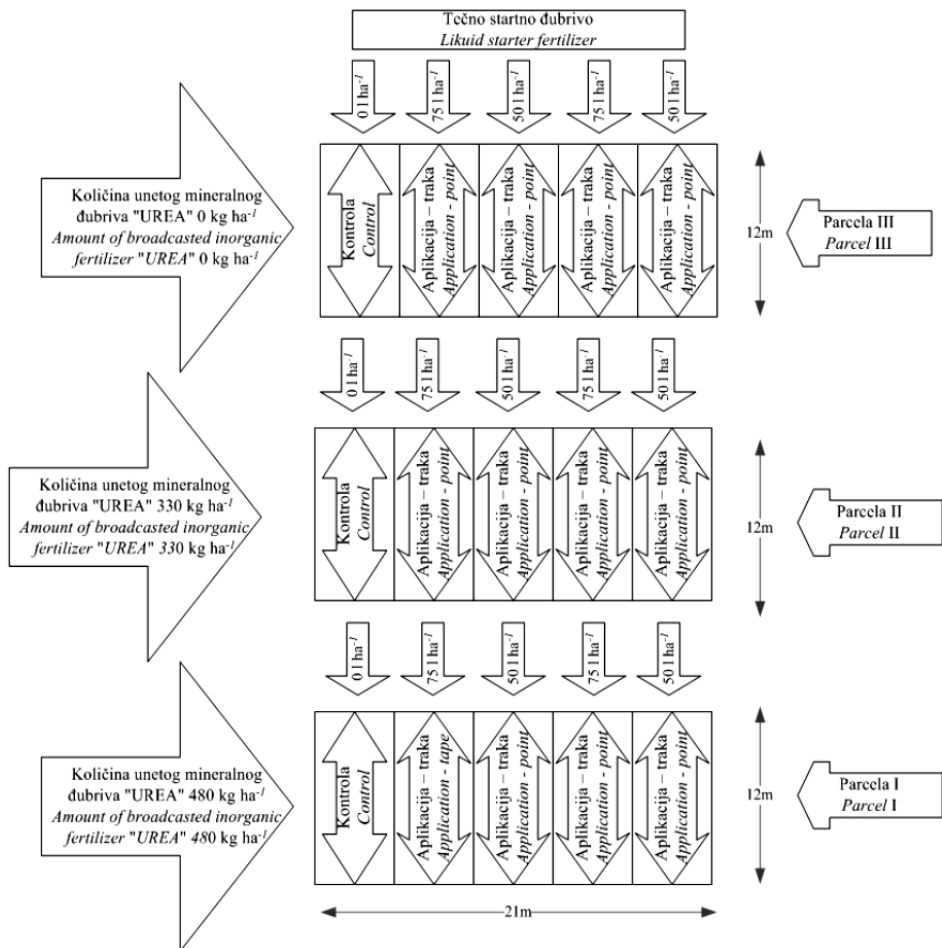 Tečno startno đubrivo
Likuid starter fertilizer
0 l ha-1
75 l ha-1
50 l ha-1
75 l ha-1
50 l ha-1
Količina unetog mineralnog
đubriva "UREA" 0 kg ha-1
Amount of broadcasted inorganic
fertilizer "UREA" 0 kg ha-1
Kontrola
Control
Aplikacija – traka
Application - point
Aplikacija – traka
Application - point
Aplikacija – traka
Application - point
Aplikacija – traka
Application - point
12m
Parcela III
Parcel III
0 l ha-1
75 l ha-1
50 l ha-1
75 l ha-1
50 l ha-1
Količina unetog mineralnog
đubriva "UREA" 330 kg ha-1
Amount of broadcasted inorganic
fertilizer "UREA" 330 kg ha-1
Kontrola
Control
Aplikacija – traka
Application - point
Aplikacija – traka
Application - point
Aplikacija – traka
Application - point
Aplikacija – traka
Application - point
12m
Parcela II
Parcel II
0 l ha-1
75 l ha-1
50 l ha-1
75 l ha-1
50 l ha-1
Količina unetog mineralnog
đubriva "UREA" 480 kg ha-1
Amount of broadcasted inorganic
fertilizer "UREA" 480 kg ha-1
Kontrola
Control
Aplikacija – traka
Application - tape
Aplikacija – traka
Application - point
Aplikacija – traka
Application - point
Aplikacija – traka
Application - point
12m
Parcela I
Parcel I
21m